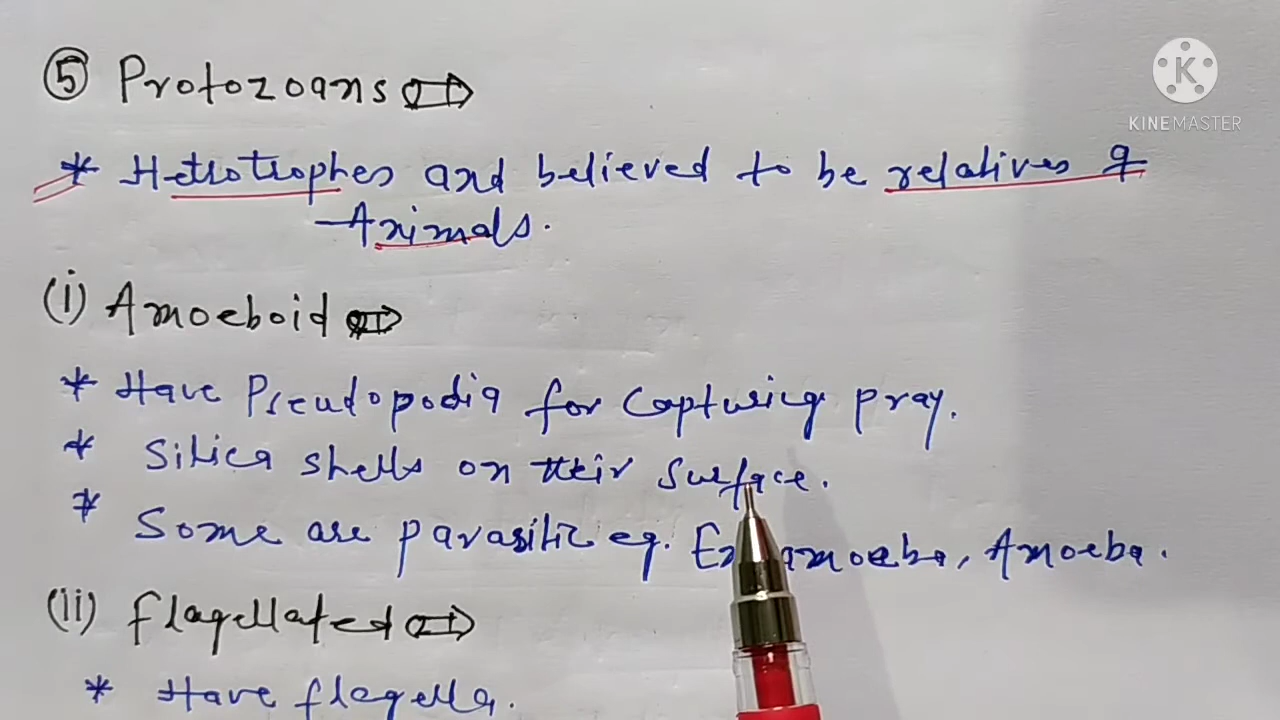 ⑤ Protozoans
* Hetrotrophes and believed to be relatives of
Animals.
(i) Amoeboid
* Have Pseudopodia for Capturing pray.
* Silica shells on their surface.
* Some are parasitic eg. Entamoeba, Amoeba.
(ii) flagellated
* Have flagella.
K
KINEMASTER